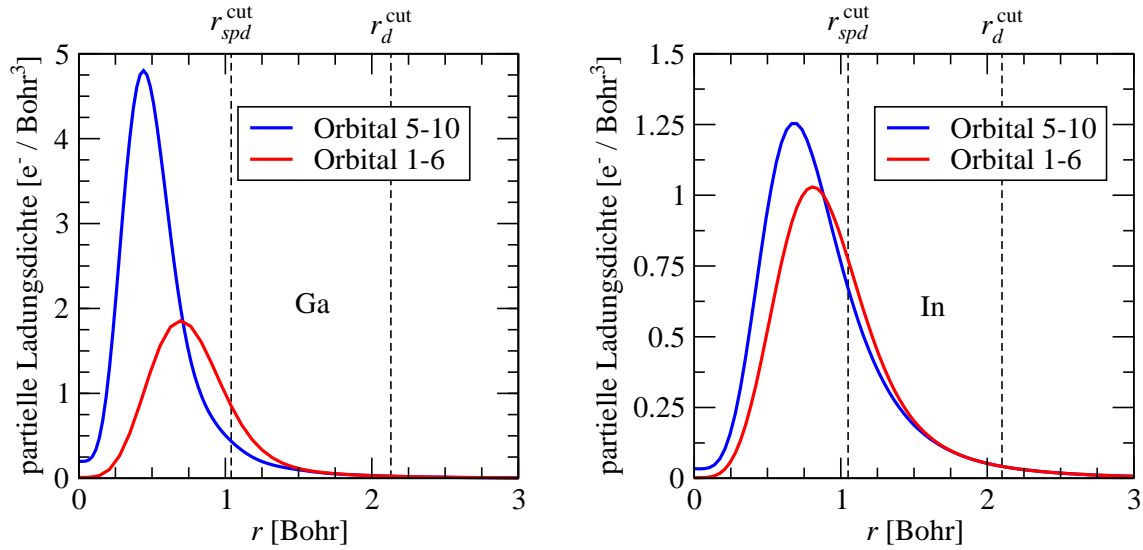 r_spd^cut r_d^cut
partielle Ladungsdichte [e⁻ / Bohr³]
5
4
3
2
1
0
Orbital 5-10
Orbital 1-6
Ga
0 1 2 3
r [Bohr]
r_spd^cut r_d^cut
partielle Ladungsdichte [e⁻ / Bohr³]
1.5
1.25
1
0.75
0.5
0.25
0
Orbital 5-10
Orbital 1-6
In
0 1 2 3
r [Bohr]